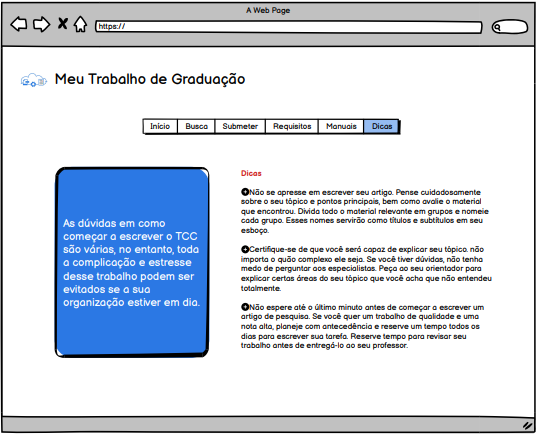 A Web Page
https://
Meu Trabalho de Graduação
Início Busca Submeter Requisitos Manuais Dicas
As dúvidas em como
começar a escrever o TCC
são várias, no entanto, toda
a complicação e estresse
desse trabalho podem ser
evitados se a sua
organização estiver em dia.
Dicas
Não se apresse em escrever seu artigo. Pense cuidadosamente
sobre o seu tópico e pontos principais, bem como avalie o material
que encontrou. Divida todo o material relevante em grupos e nomeie
cada grupo. Esses nomes servirão como títulos e subtítulos em seu
esboço.
Certifique-se de que você será capaz de explicar seu tópico. não
importa o quão complexo ele seja. Se você tiver dúvidas, não tenha
medo de perguntar aos especialistas. Peça ao seu orientador para
explicar certas áreas do seu tópico que você acha que não entendeu
totalmente.
Não espere até o último minuto antes de começar a escrever um
artigo de pesquisa. Se você quer um trabalho de qualidade e uma
nota alta, planeje com antecedência e reserve um tempo todos os
dias para escrever sua tarefa. Reserve tempo para revisar seu
trabalho antes de entregá-lo ao seu professor.